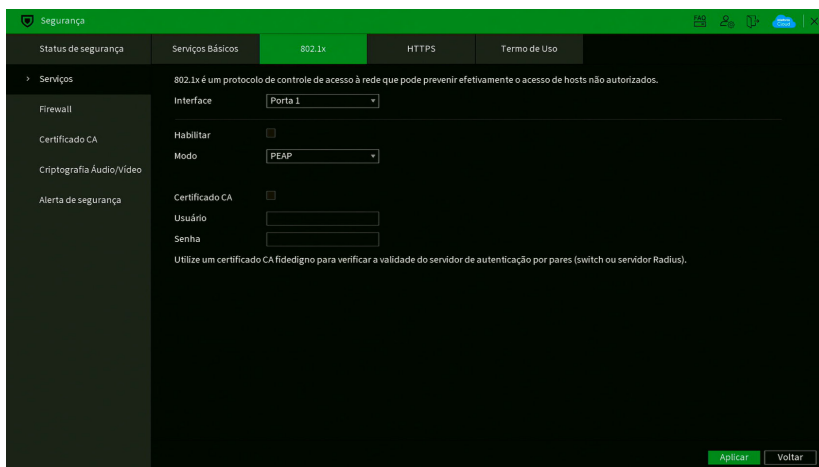 Segurança
FAQ
Cloud
Status de segurança
Serviços Básicos
802.1x
HTTPS
Termo de Uso
> Serviços
Firewall
Certificado CA
Criptografia Áudio/Vídeo
Alerta de segurança
802.1x é um protocolo de controle de acesso à rede que pode prevenir efetivamente o acesso de hosts não autorizados.
Interface Porta 1
Habilitar
Modo PEAP
Certificado CA
Usuário
Senha
Utilize um certificado CA fidedigno para verificar a validade do servidor de autenticação por pares (switch ou servidor Radius).
Aplicar Voltar